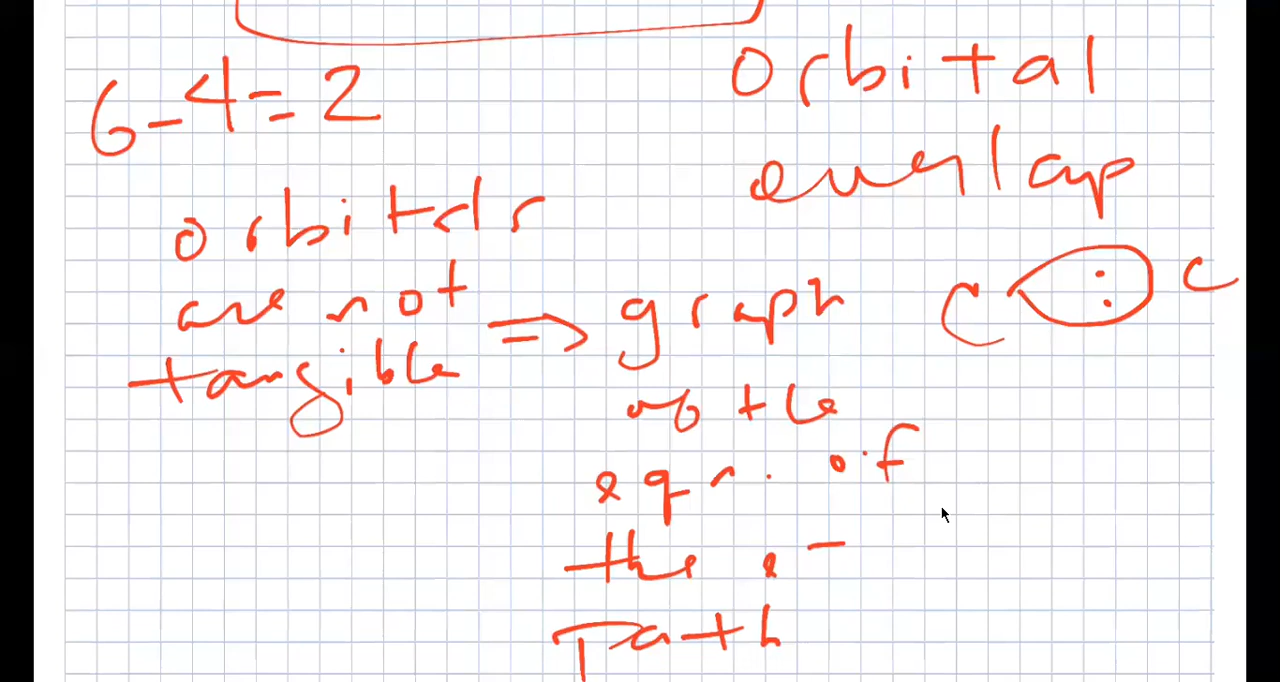 6-4=2
orbital
overlap
orbitals
are not
tangible
=> graph
of the
eqn. of
the e-
Path
C : C